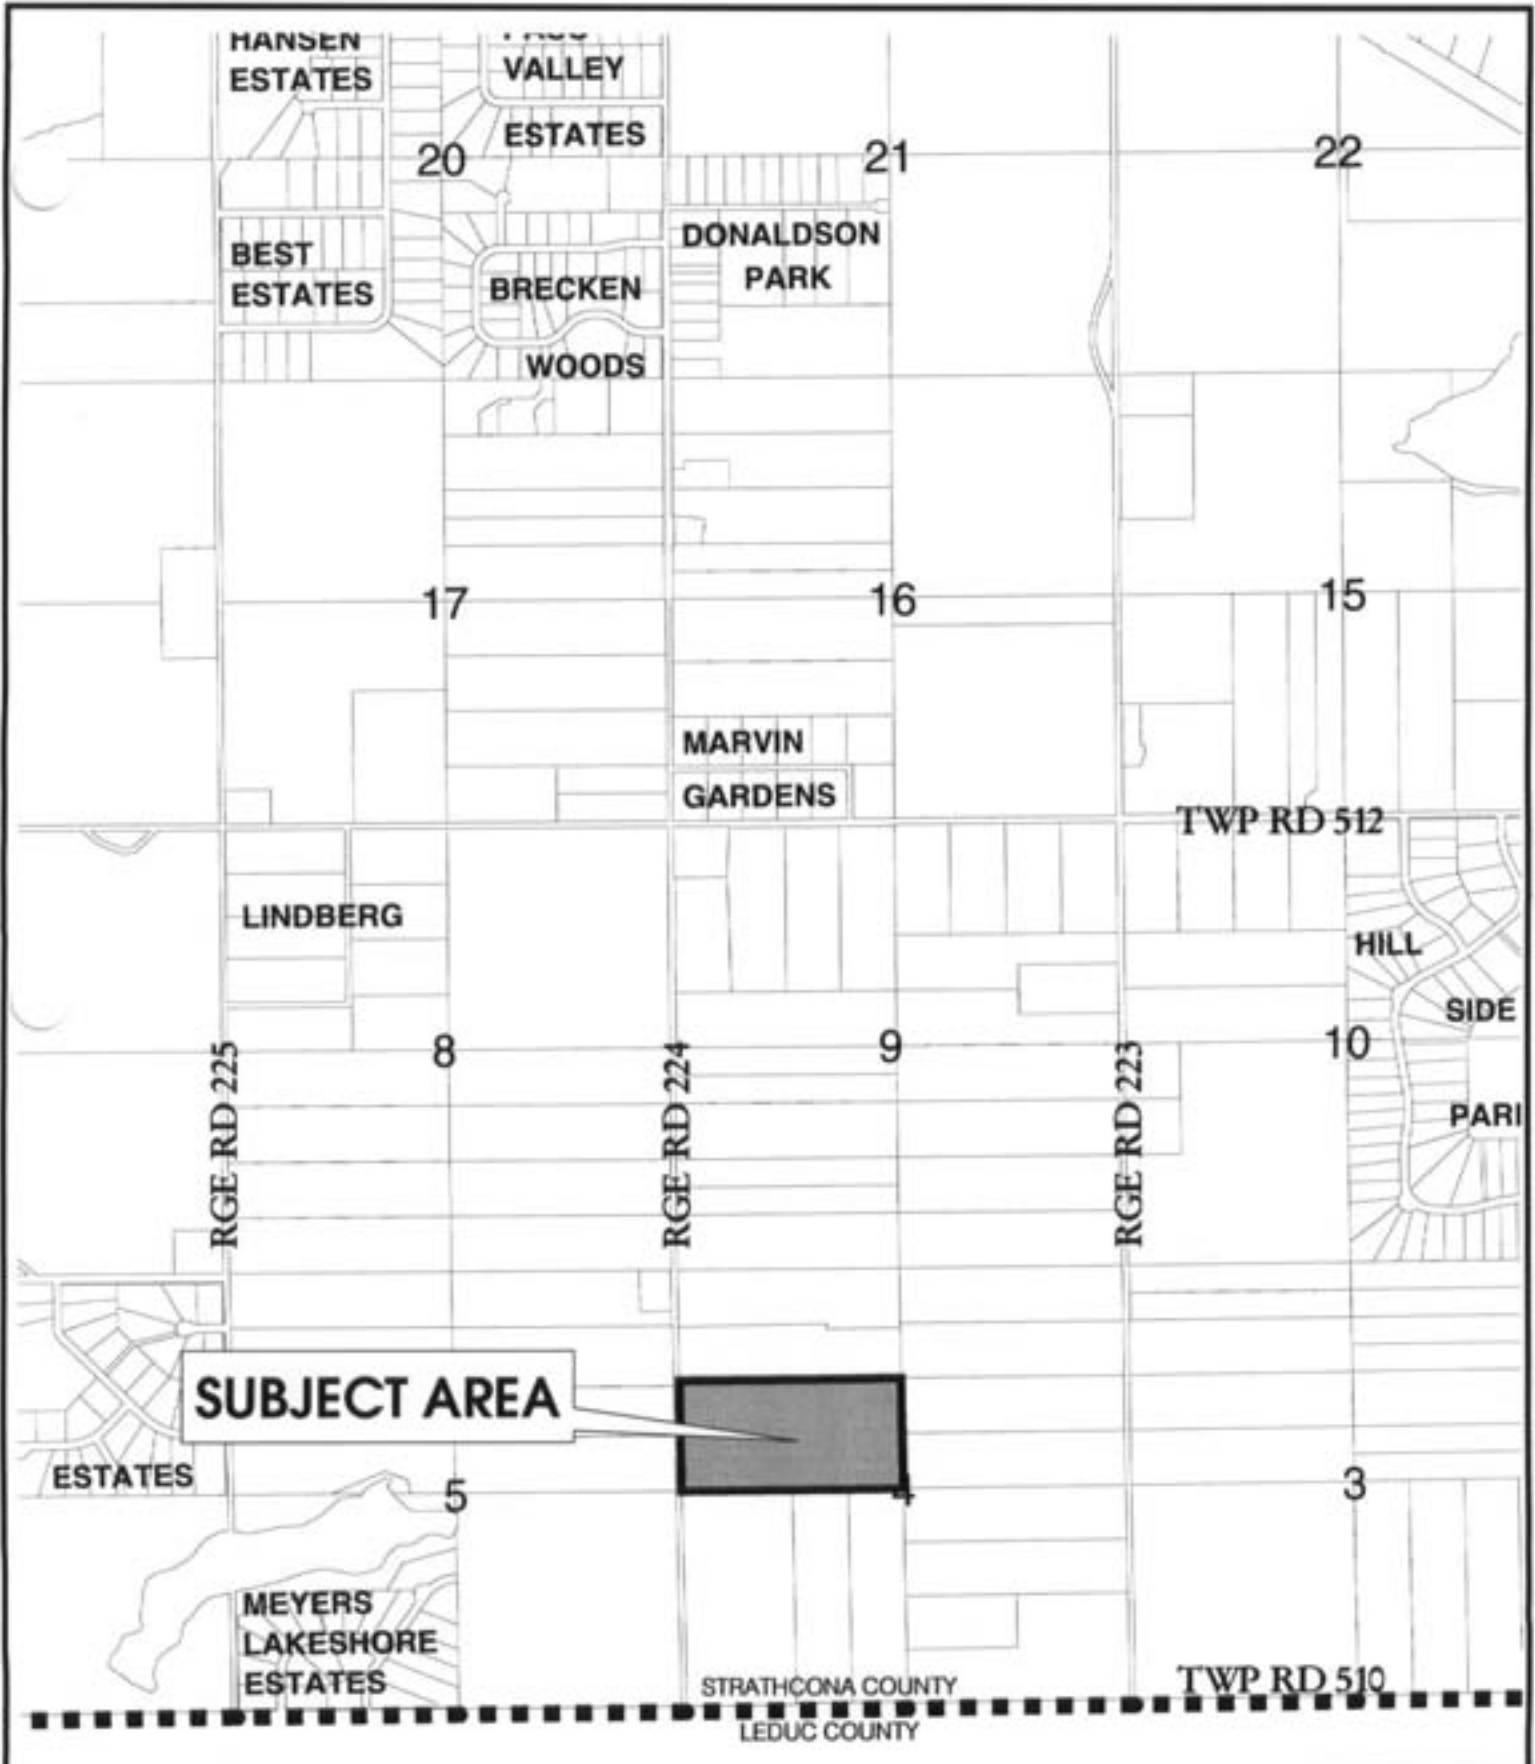 HANSEN
ESTATES
VALLEY
ESTATES
20
21
22
BEST
ESTATES
BRECKEN
WOODS
DONALDSON
PARK
17
16
15
MARVIN
GARDENS
TWP RD 512
LINDBERG
HILL
SIDE
PARK
8
9
10
RGE RD 225
RGE RD 224
RGE RD 223
SUBJECT AREA
ESTATES
5
4
3
MEYERS
LAKESHORE
ESTATES
STRATHCONA COUNTY
TWP RD 510
LEDUC COUNTY